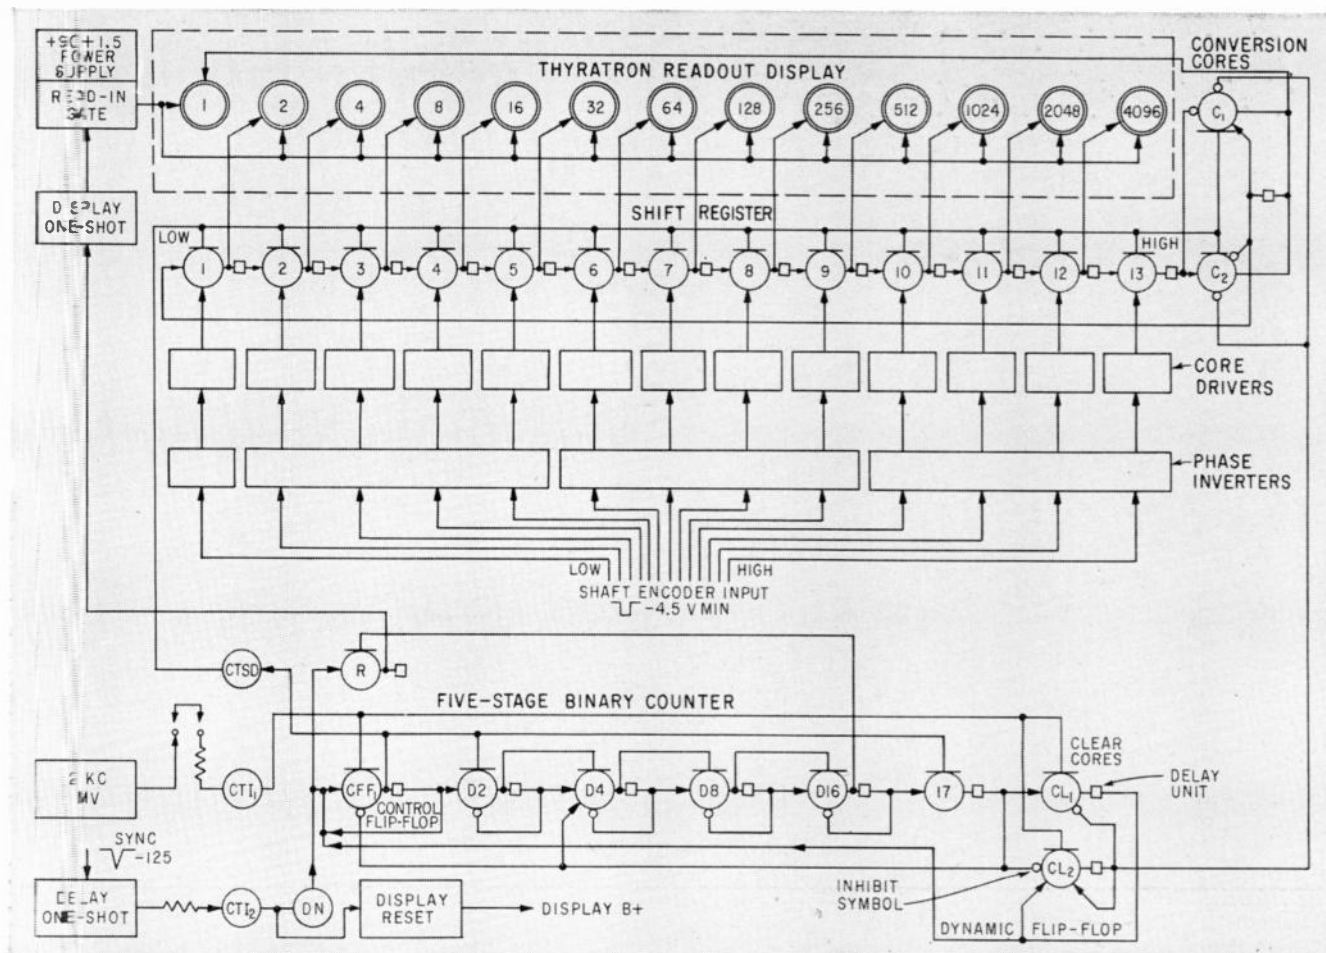 +90+1.5
POWER
SUPPLY
READ-IN
GATE
THYRATRON READOUT DISPLAY
CONVERSION
CORES
1 2 4 8 16 32 64 128 256 512 1024 2048 4096
C1
DISPLAY
ONE-SHOT
SHIFT REGISTER
LOW
HIGH
1 2 3 4 5 6 7 8 9 10 11 12 13
C2
CORE
DRIVERS
PHASE
INVERTERS
LOW
HIGH
SHAFT ENCODER INPUT
-4.5 V MIN
CTSD
R
FIVE-STAGE BINARY COUNTER
CLEAR
CORES
DELAY
UNIT
2 KC
MV
CTI1
CFF1
D2
D4
D8
D16
17
CL1
CONTROL
FLIP-FLOP
SYNC
-125
DELAY
ONE-SHOT
CTI2
DN
DISPLAY
RESET
DISPLAY B+
INHIBIT
SYMBOL
CL2
DYNAMIC FLIP-FLOP